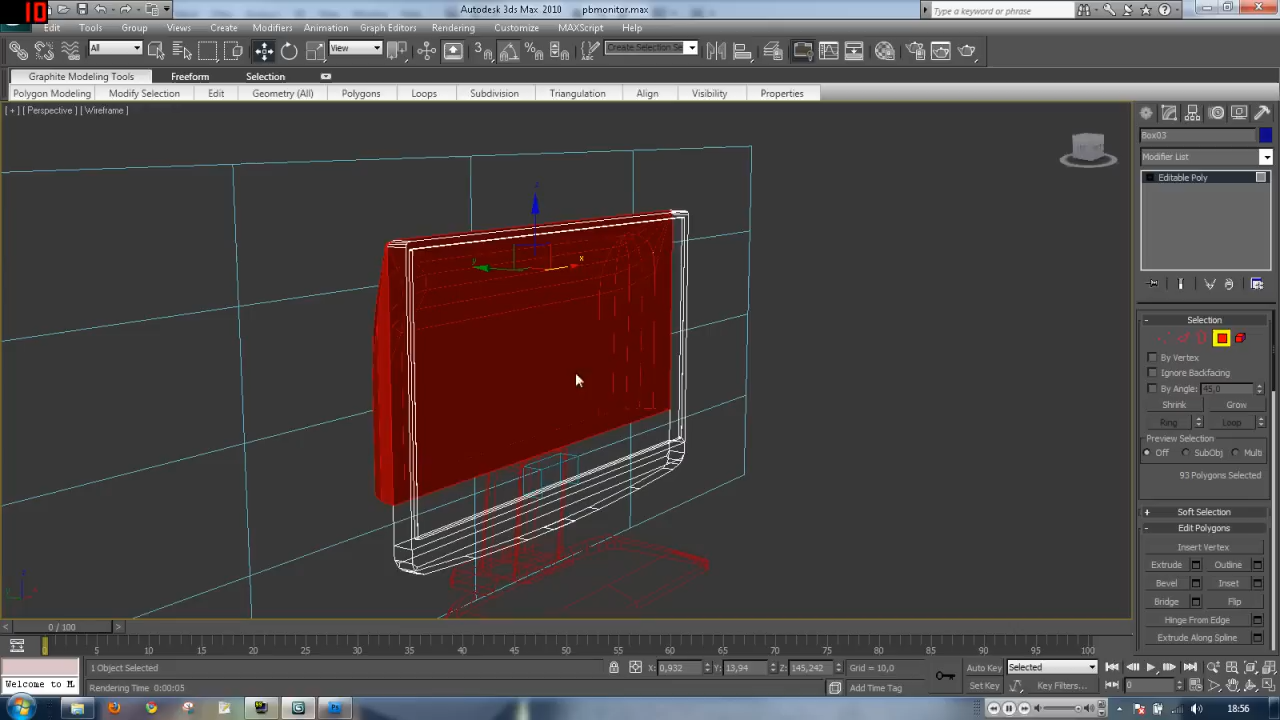 10
Autodesk 3ds Max 2010 pbmonitor.max
Type a keyword or phrase
Edit Tools Group Views Create Modifiers Animation Graph Editors Rendering Customize MAXScript Help
All View 3 Create Selection Se
Graphite Modeling Tools Freeform Selection
Polygon Modeling Modify Selection Edit Geometry (All) Polygons Loops Subdivision Triangulation Align Visibility Properties
[ + ] [ Perspective ] [ Wireframe ]
Box03
Modifier List
Editable Poly
z
y
x
- Selection
By Vertex
Ignore Backfacing
By Angle: 45,0
Shrink Grow
Ring Loop
Preview Selection
Off SubObj Multi
93 Polygons Selected
+ Soft Selection
- Edit Polygons
Insert Vertex
Extrude Outline
Bevel Inset
Bridge Flip
Hinge From Edge
Extrude Along Spline
< 0 / 100 >
0 5 10 15 20 25 30 35 40 45 50 55 60 65 70 75 80 85 90 95 100
1 Object Selected X: 0,932 Y: 13,94 Z: 145,242 Grid = 10,0 Auto Key Selected
Welcome to M
Rendering Time 0:00:05 Add Time Tag Set Key Key Filters... 0
18:56